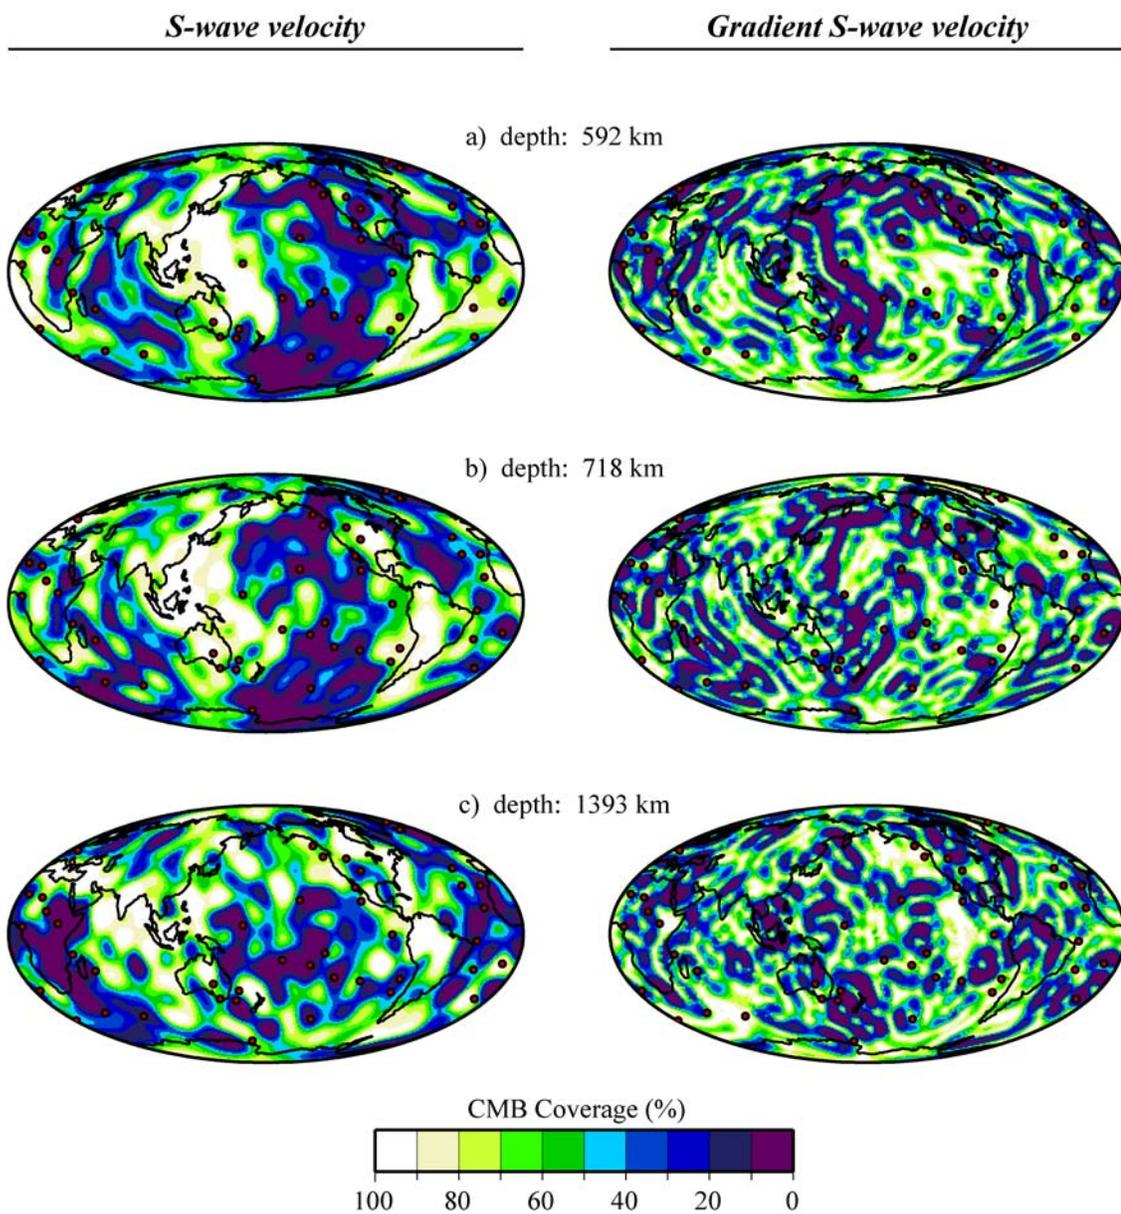 S-wave velocity
Gradient S-wave velocity
a) depth: 592 km
b) depth: 718 km
c) depth: 1393 km
CMB Coverage (%)
100 80 60 40 20 0